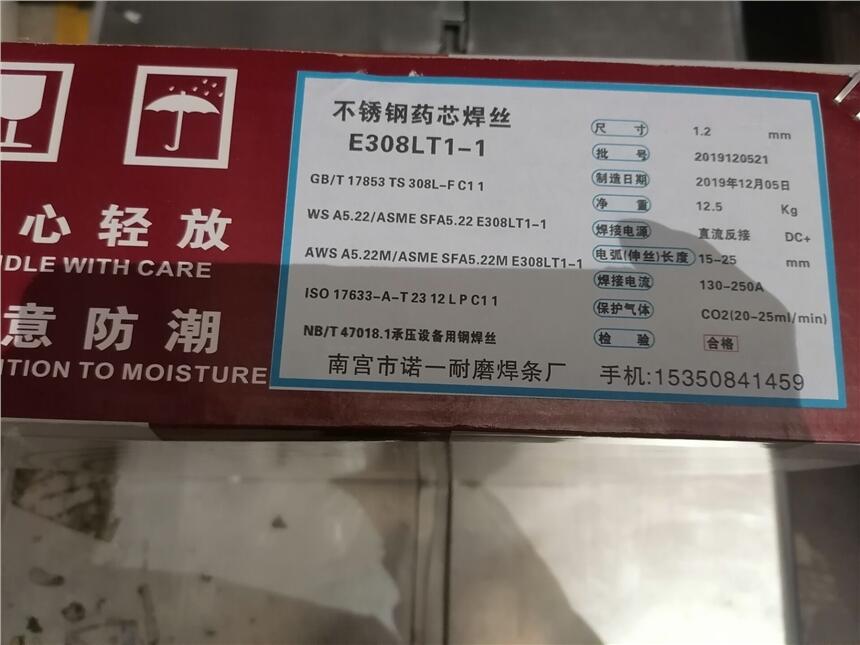 心轻放
NDLE WITH CARE
意防潮
NTION TO MOISTURE
不锈钢药芯焊丝
E308LT1-1
GB/T 17853 TS 308L-F C1 1
WS A5.22/ASME SFA5.22 E308LT1-1
AWS A5.22M/ASME SFA5.22M E308LT1-1
ISO 17633-A-T 23 12 L P C1 1
NB/T 47018.1承压设备用钢焊丝
尺寸 1.2 mm
批号 2019120521
制造日期 2019年12月05日
净重 12.5 Kg
焊接电源 直流反接 DC+
电弧(伸丝)长度 15-25 mm
焊接电流 130-250A
保护气体 CO2(20-25ml/min)
检验 合格
南宫市诺一耐磨焊条厂 手机:15350841459